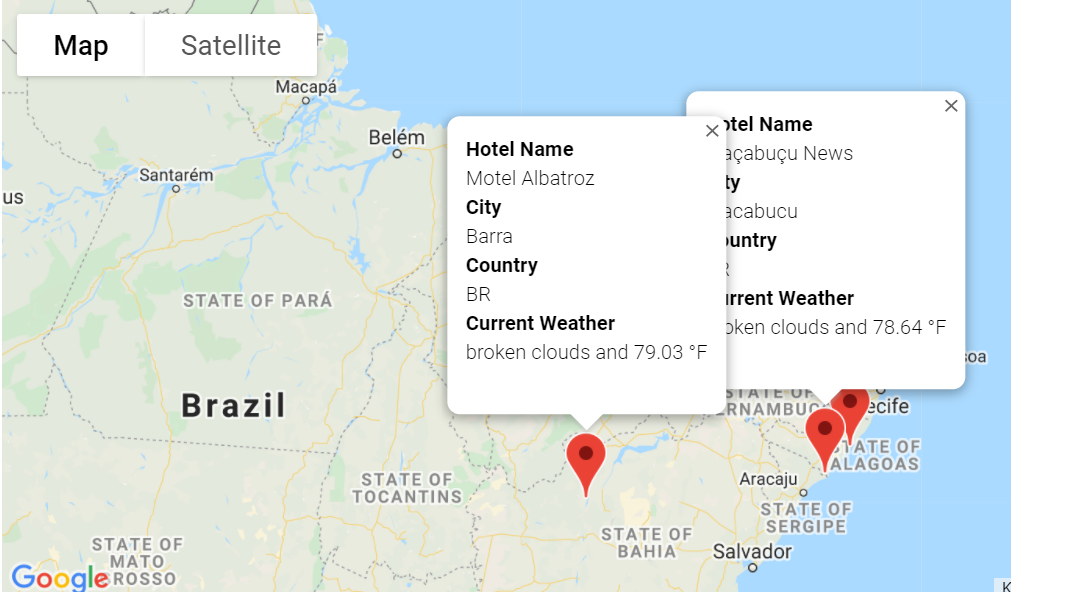 Map
Satellite
Macapá
Belém
Santarém
us
STATE OF PARÁ
Brazil
Hotel Name
Motel Albatroz
City
Barra
Country
BR
Current Weather
broken clouds and 79.03 °F
otel Name
açabuçu News
ty
acabucu
ountry
urrent Weather
oken clouds and 78.64 °F
soa
STATE OF
ERNAMBUCO
ecife
STATE OF
ALAGOAS
Aracaju
STATE OF
SERGIPE
STATE OF
TOCANTINS
STATE OF
BAHIA
Salvador
STATE OF
MATO
GROSSO
Google
K